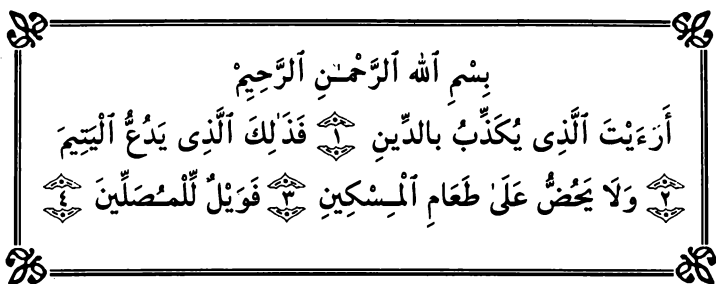 بِسْمِ ٱللَّهِ ٱلرَّحْمَـٰنِ ٱلرَّحِيمِْ
أَرَءَيْتَ ٱلَّذِى يُكَذِّبُ بِالدِّينِ ١ فَذَٰلِكَ ٱلَّذِى يَدُعُّ ٱلْيَتِيمَ
٢ وَلَا يَحُضُّ عَلَىٰ طَعَامِ ٱلْمِسْكِينِ ٣ فَوَيْلٌ لِّلْمُصَلِّينَ ٤